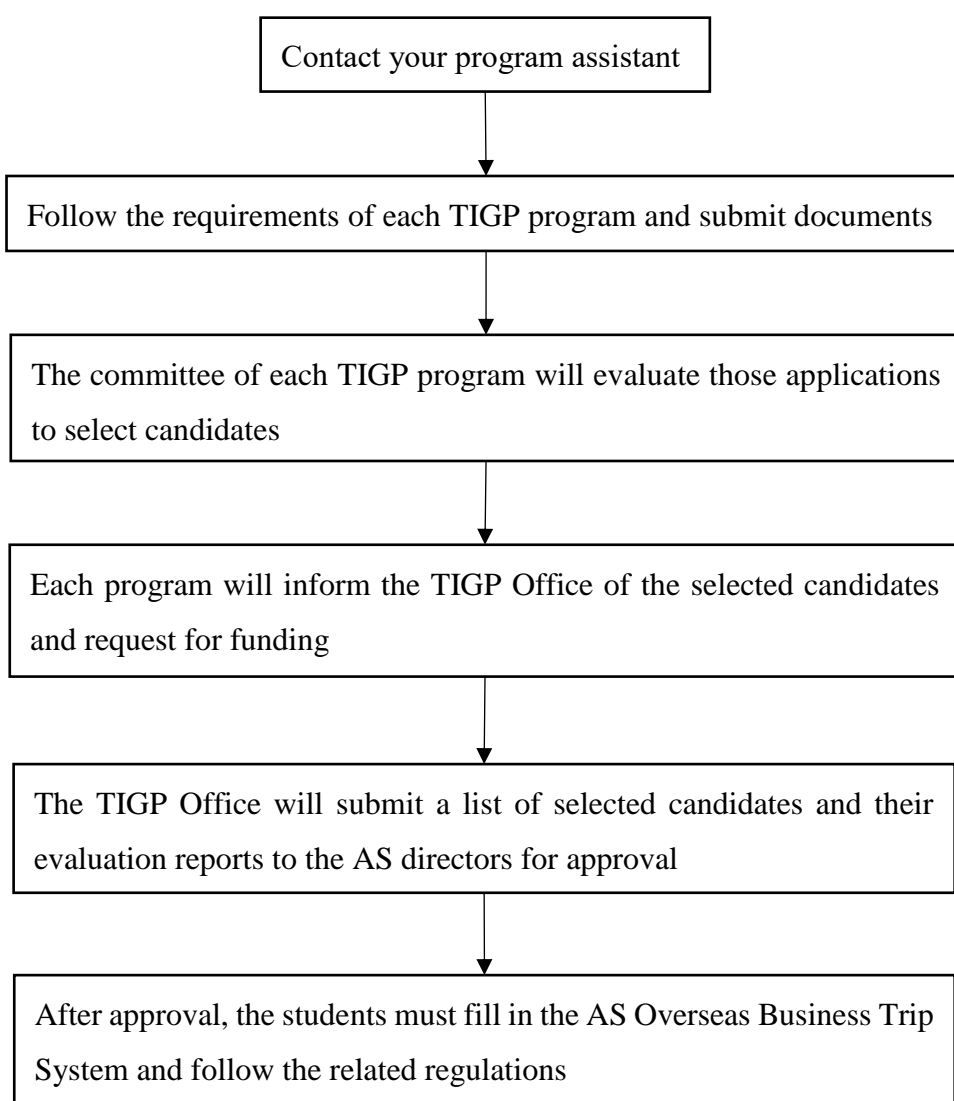 Contact your program assistant
Follow the requirements of each TIGP program and submit documents
The committee of each TIGP program will evaluate those applications
to select candidates
Each program will inform the TIGP Office of the selected candidates
and request for funding
The TIGP Office will submit a list of selected candidates and their
evaluation reports to the AS directors for approval
After approval, the students must fill in the AS Overseas Business Trip
System and follow the related regulations